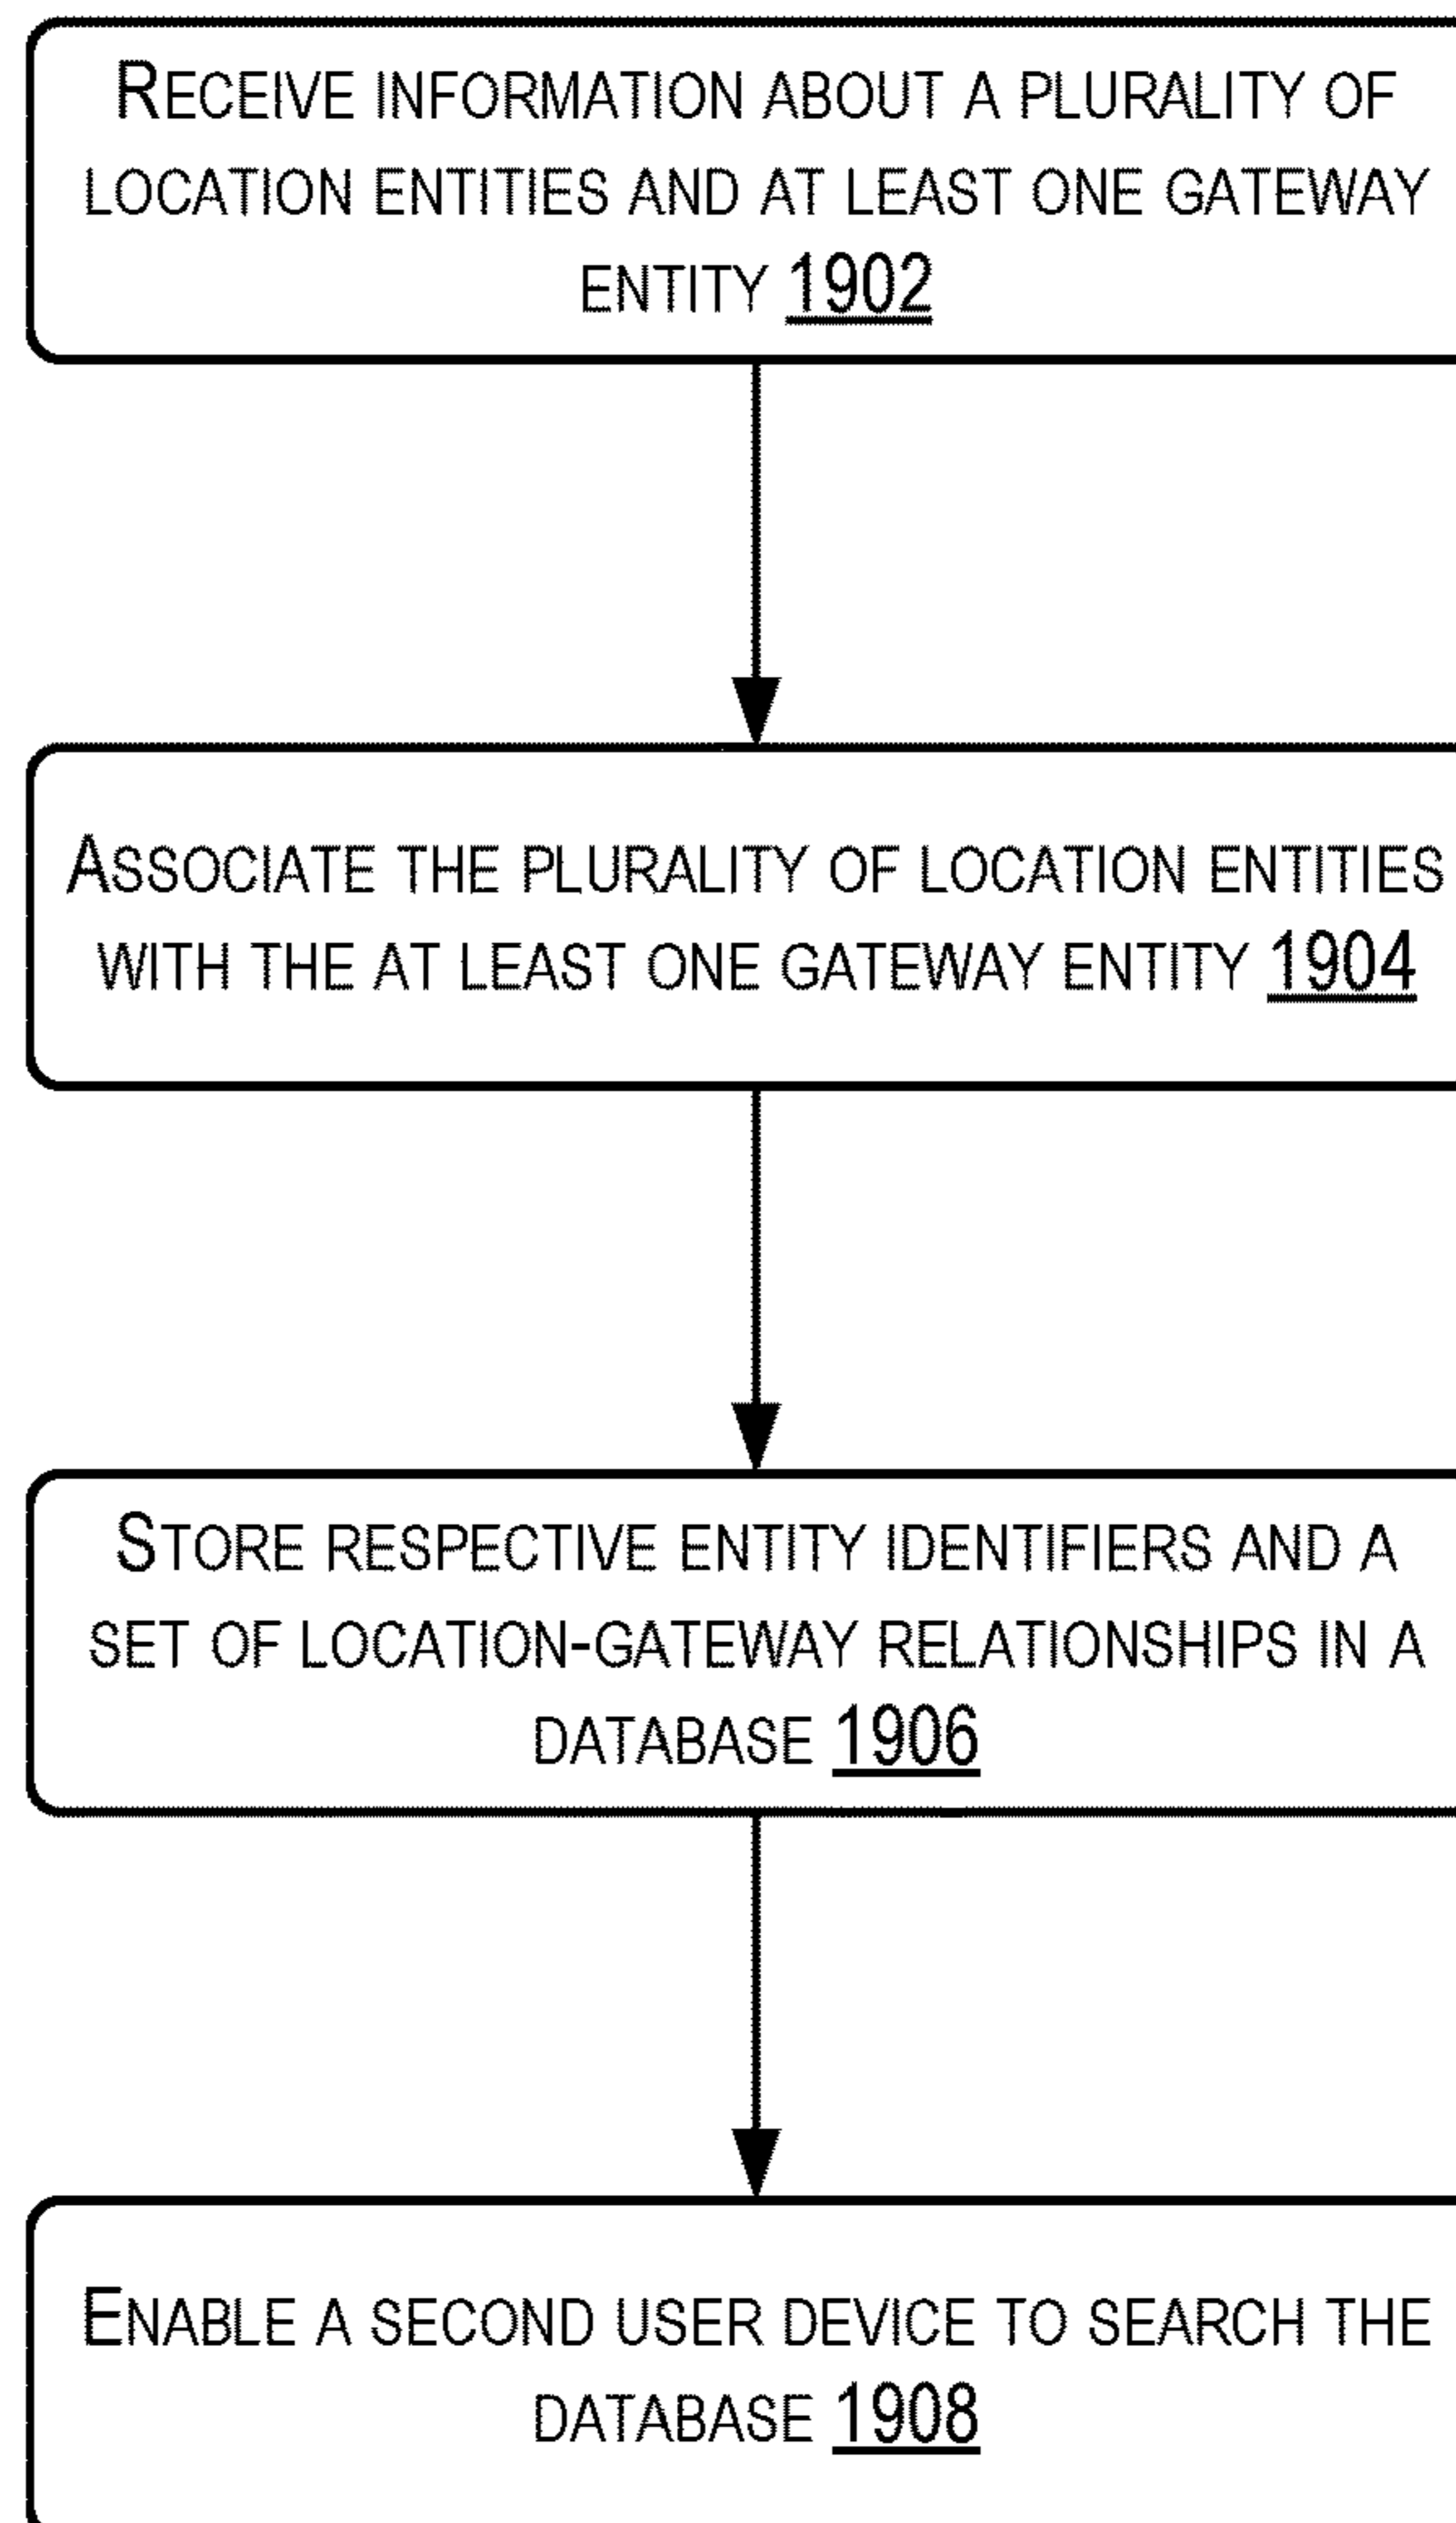 RECEIVE INFORMATION ABOUT A PLURALITY OF
LOCATION ENTITIES AND AT LEAST ONE GATEWAY
ENTITY 1902
ASSOCIATE THE PLURALITY OF LOCATION ENTITIES
WITH THE AT LEAST ONE GATEWAY ENTITY 1904
STORE RESPECTIVE ENTITY IDENTIFIERS AND A
SET OF LOCATION-GATEWAY RELATIONSHIPS IN A
DATABASE 1906
ENABLE A SECOND USER DEVICE TO SEARCH THE
DATABASE 1908